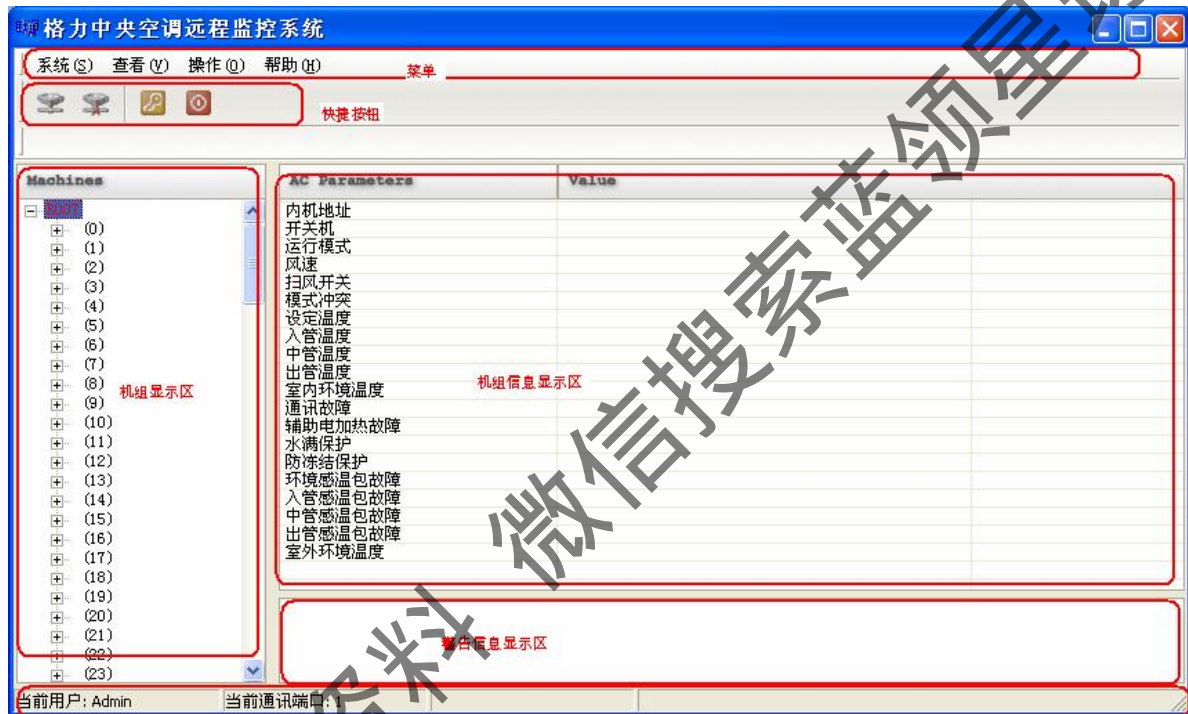 格力中央空调远程监控系统
系统(S) 查看(V) 操作(O) 帮助(H)
菜单
快捷按钮
Machines
AC Parameters Value
ROOT
(0)
(1)
(2)
(3)
(4)
(5)
(6)
(7)
(8)
(9)
(10)
(11)
(12)
(13)
(14)
(15)
(16)
(17)
(18)
(19)
(20)
(21)
(22)
(23)
机组显示区
内机地址
开关机
运行模式
风速
扫风开关
模式冲突
设定温度
入管温度
中管温度
出管温度
室内环境温度
通讯故障
辅助电加热故障
水满保护
防冻结保护
环境感温包故障
入管感温包故障
中管感温包故障
出管感温包故障
室外环境温度
机组信息显示区
警告信息显示区
当前用户: Admin 当前通讯端口: 1
资料 微信搜索蓝领星球